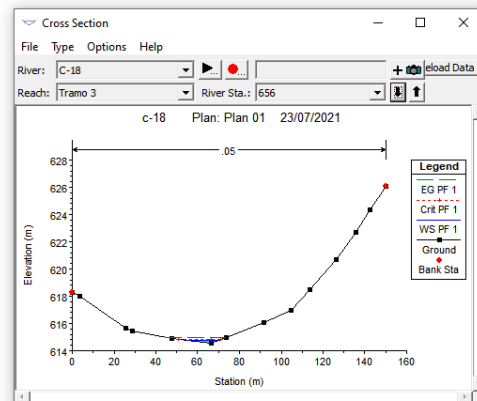 Cross Section
File Type Options Help
River: C-18 + eload Data
Reach: Tramo 3 River Sta.: 656
c-18 Plan: Plan 01 23/07/2021
.05
Legend
EG PF 1
Crit PF 1
WS PF 1
Ground
Bank Sta
628
626
624
622
620
618
616
614
Elevation (m)
0 20 40 60 80 100 120 140 160
Station (m)